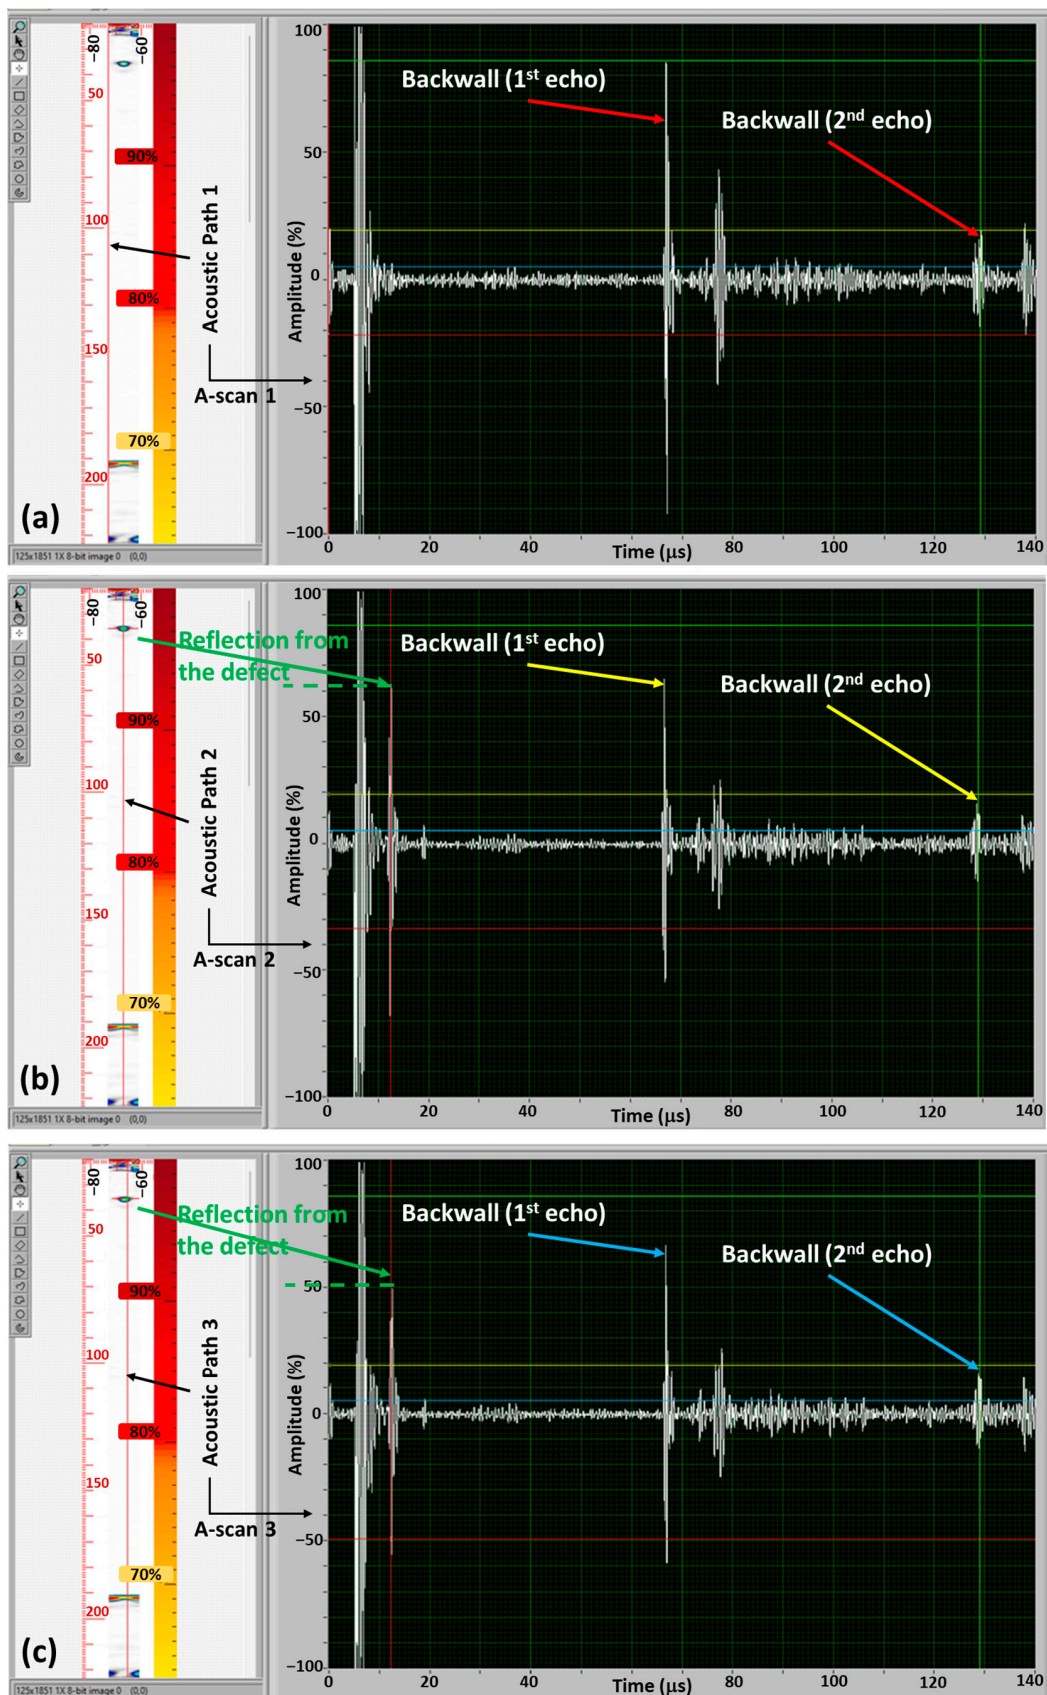 (a)
−80
−60
50
100
150
200
90%
80%
70%
Acoustic Path 1
A-scan 1
125x1851 1X 8-bit image 0 (0,0)
Amplitude (%)
100
50
0
−50
−100
Backwall (1st echo)
Backwall (2nd echo)
0 20 40 60 80 100 120 140
Time (μs)
(b)
−80
−60
50
100
150
200
90%
80%
70%
Acoustic Path 2
A-scan 2
125x1851 1X 8-bit image 0 (0,0)
Reflection from
the defect
Amplitude (%)
100
50
0
−50
−100
Backwall (1st echo)
Backwall (2nd echo)
0 20 40 60 80 100 120 140
Time (μs)
(c)
−80
−60
50
100
150
200
90%
80%
70%
Acoustic Path 3
A-scan 3
125x1851 1X 8-bit image 0 (0,0)
Reflection from
the defect
Amplitude (%)
100
50
0
−50
−100
Backwall (1st echo)
Backwall (2nd echo)
0 20 40 60 80 100 120 140
Time (μs)